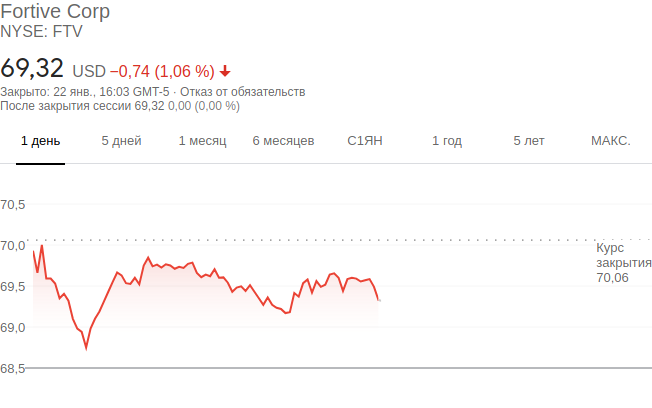 Fortive Corp
NYSE: FTV
69,32 USD −0,74 (1,06 %)
Закрыто: 22 янв., 16:03 GMT-5 · Отказ от обязательств
После закрытия сессии 69,32 0,00 (0,00 %)
1 день 5 дней 1 месяц 6 месяцев С1ЯН 1 год 5 лет МАКС.
70,5
70,0
Курс
закрытия
70,06
69,5
69,0
68,5